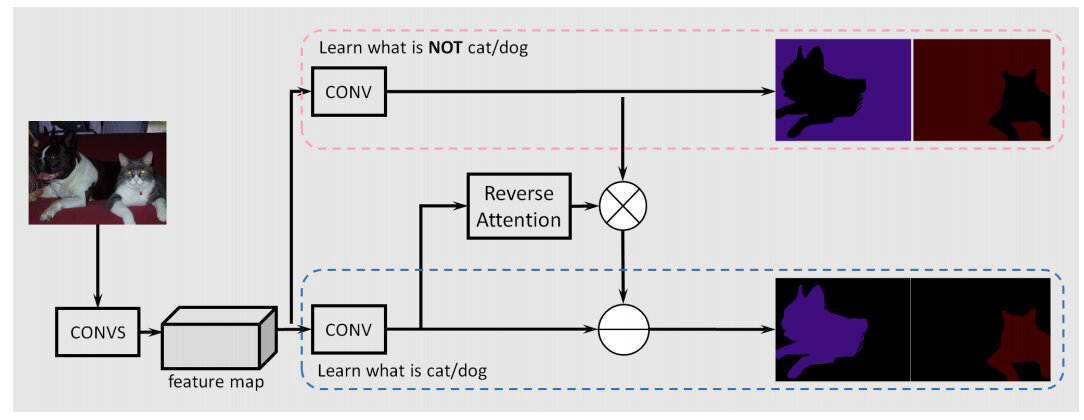 Learn what is NOT cat/dog
CONV
Reverse
Attention
CONVS
feature map
CONV
Learn what is cat/dog